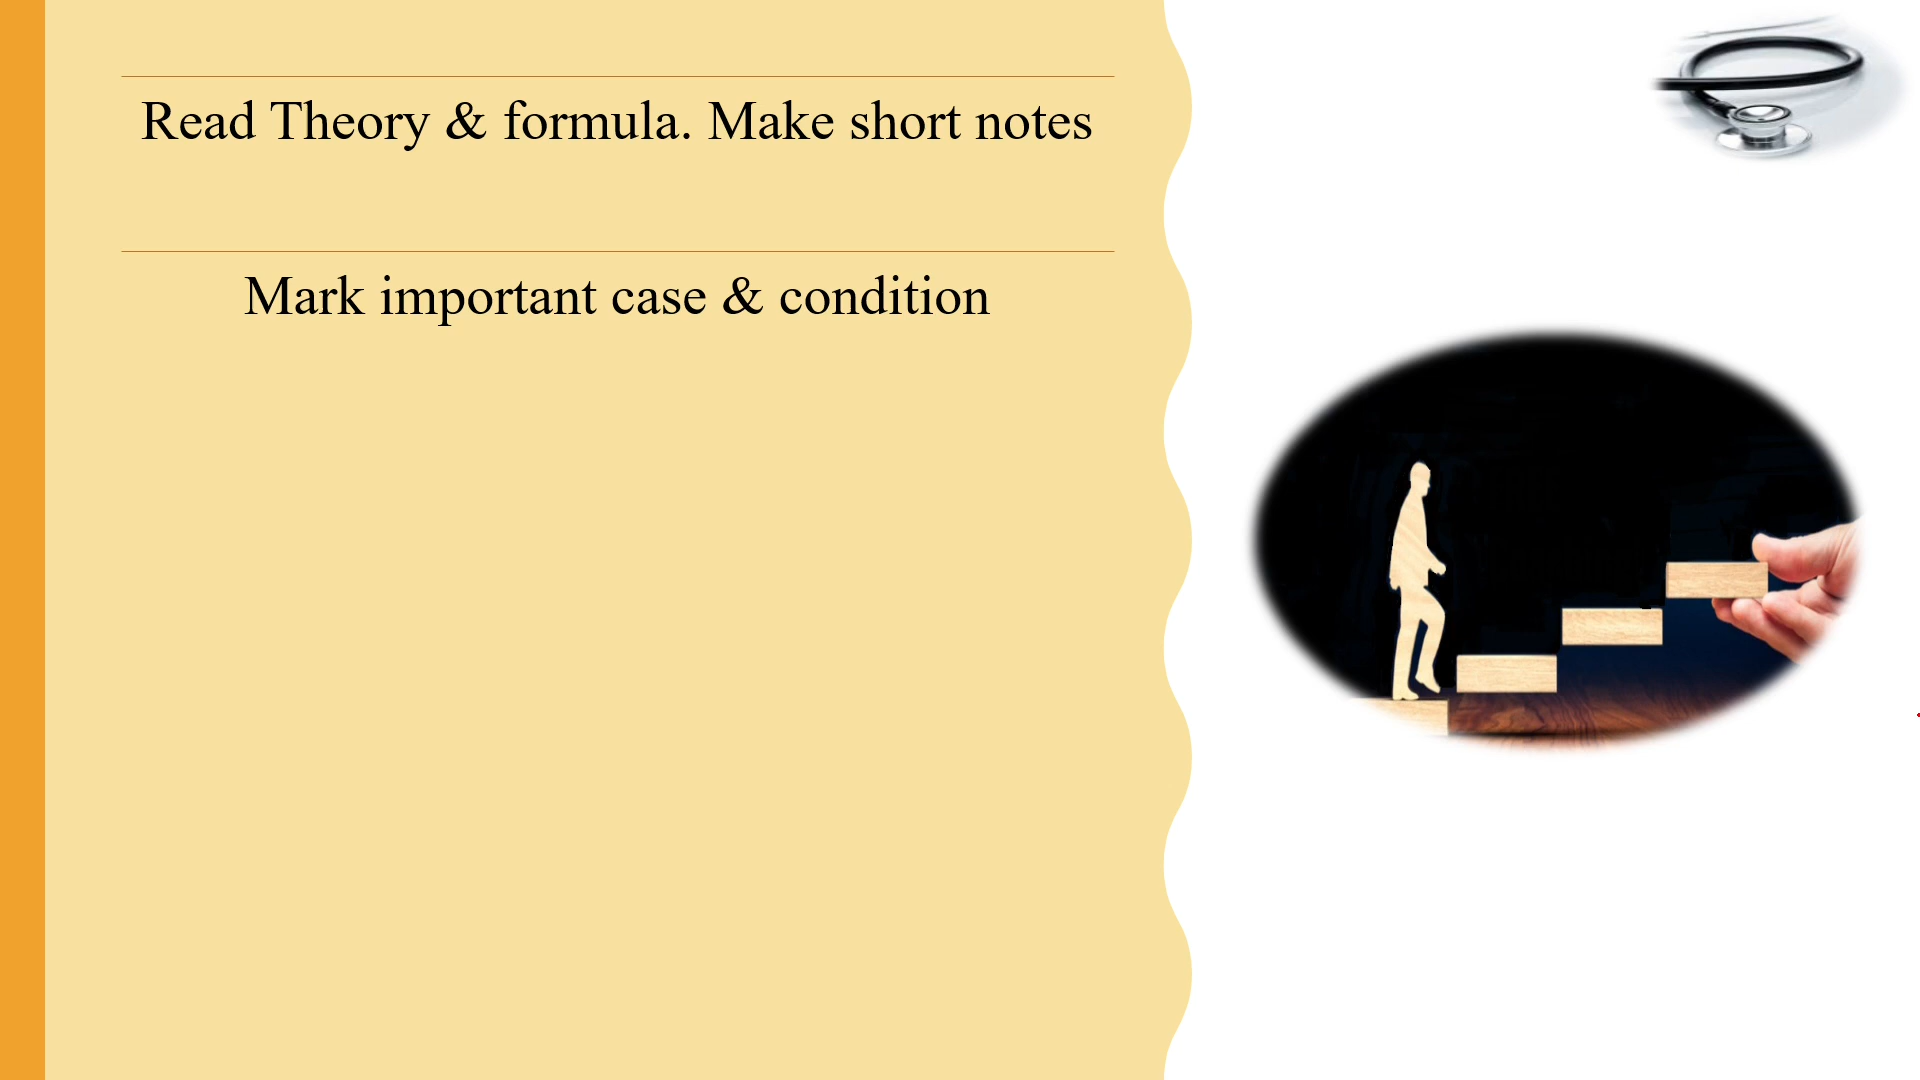 Read Theory & formula. Make short notes
Mark important case & condition